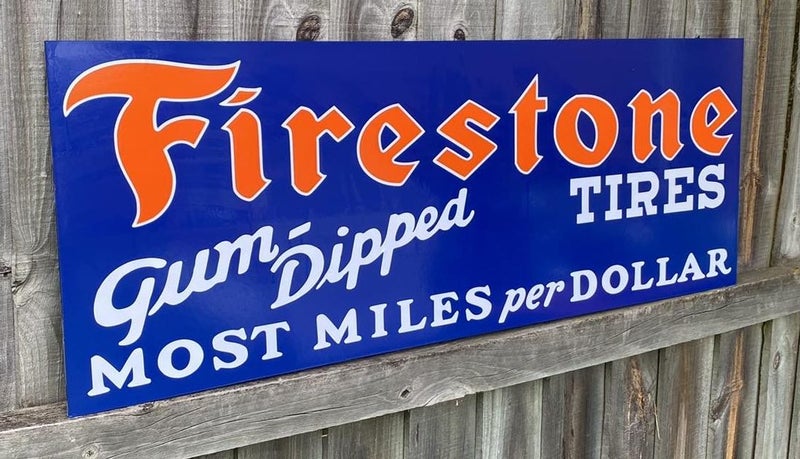 Firestone
TIRES
Gum-Dipped
MOST MILES per DOLLAR